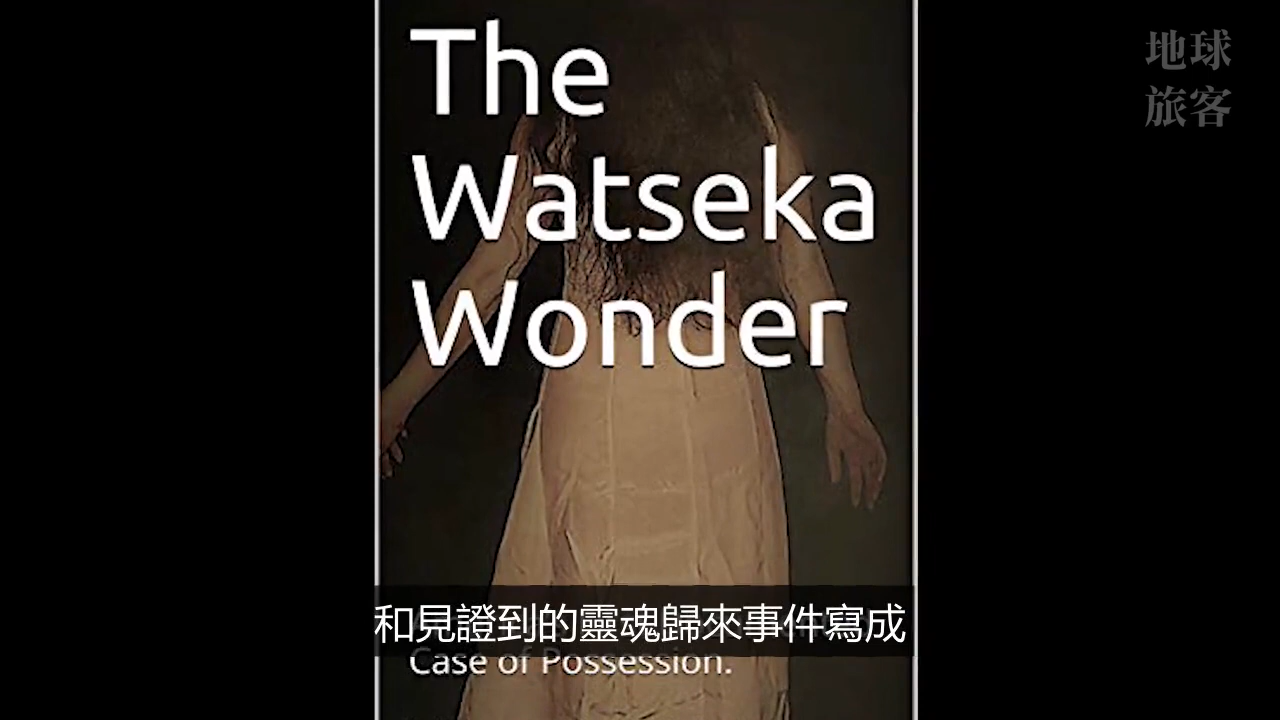 The
Watseka
Wonder
地球
旅客
和見證到的靈魂歸來事件寫成
Case of Possession.